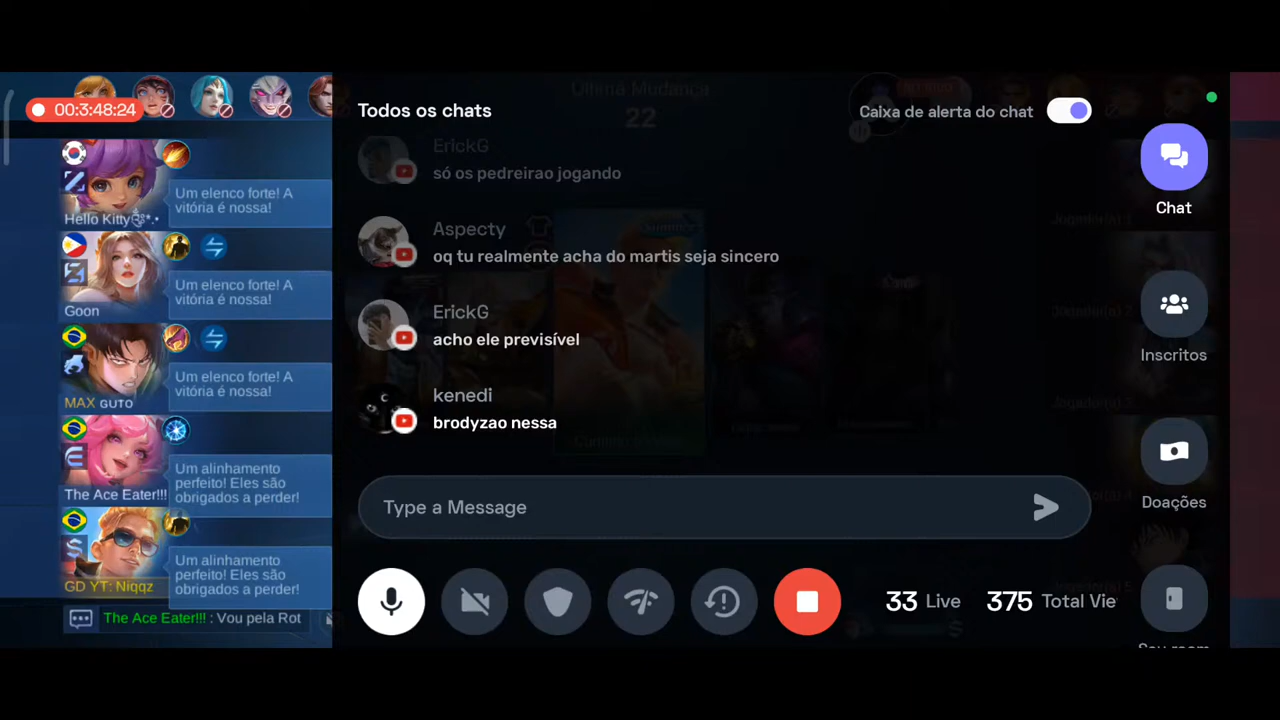 00:3:48:24
Hello Kitty
Um elenco forte! A
vitória é nossa!
Goon
Um elenco forte! A
vitória é nossa!
MAX GUTO
Um elenco forte! A
vitória é nossa!
The Ace Eater!!!
Um alinhamento
perfeito! Eles são
obrigados a perder!
GD YT: Niqqz
Um alinhamento
perfeito! Eles são
obrigados a perder!
The Ace Eater!!! : Vou pela Rot
Todos os chats
Última Mudança
22
Caixa de alerta do chat
ErickG
só os pedreirao jogando
Aspecty
oq tu realmente acha do martis seja sincero
ErickG
acho ele previsível
kenedi
brodyzao nessa
Type a Message
33 Live
375 Total Vie
Chat
Inscritos
Doações